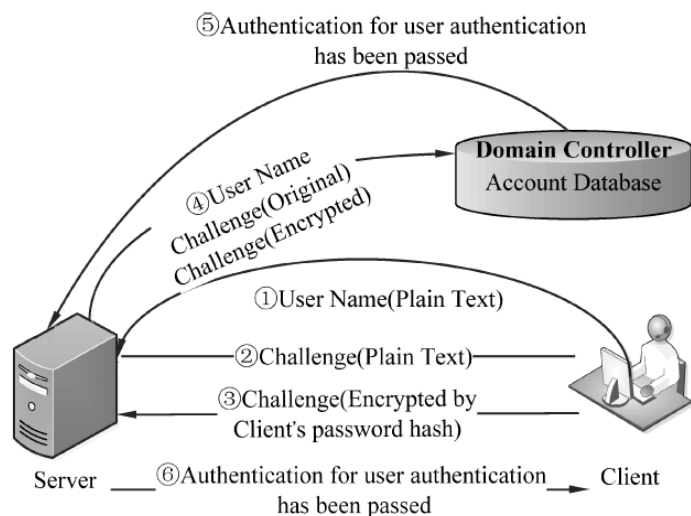 ⑤Authentication for user authentication
has been passed
Domain Controller
Account Database
④User Name
Challenge(Original)
Challenge(Encrypted)
①User Name(Plain Text)
②Challenge(Plain Text)
③Challenge(Encrypted by
Client's password hash)
Server
⑥Authentication for user authentication
has been passed
Client